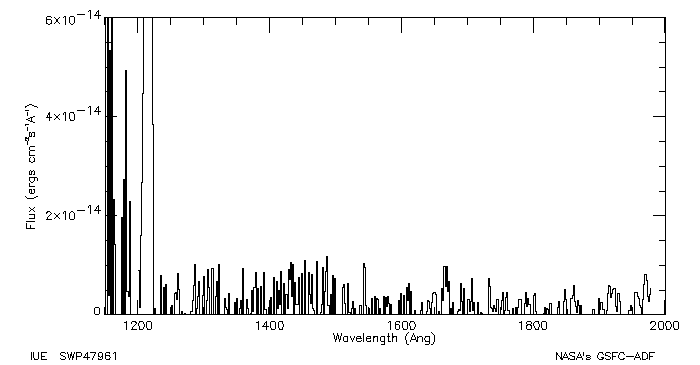 6×10⁻¹⁴
4×10⁻¹⁴
2×10⁻¹⁴
0
Flux (ergs cm⁻²s⁻¹A⁻¹)
1200 1400 1600 1800 2000
Wavelength (Ang)
IUE SWP47961 NASA's GSFC–ADF